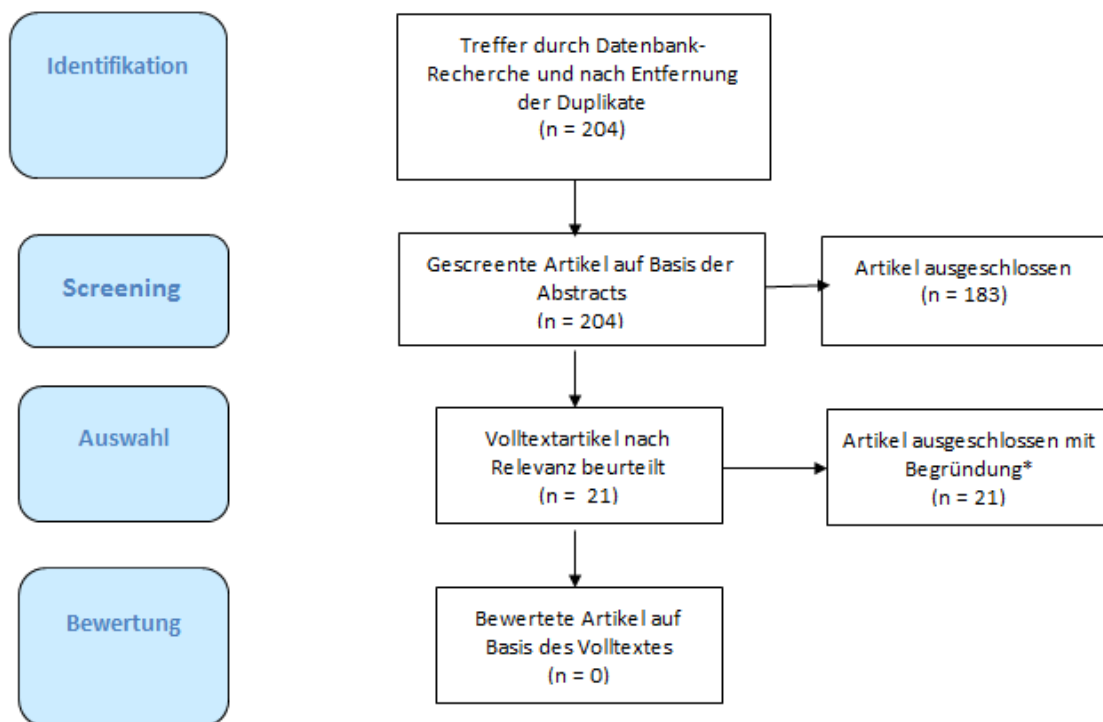 Identifikation
Treffer durch Datenbank-
Recherche und nach Entfernung
der Duplikate
(n = 204)
Screening
Gescreente Artikel auf Basis der
Abstracts
(n = 204)
Artikel ausgeschlossen
(n = 183)
Auswahl
Volltextartikel nach
Relevanz beurteilt
(n = 21)
Artikel ausgeschlossen mit
Begründung*
(n = 21)
Bewertung
Bewertete Artikel auf
Basis des Volltextes
(n = 0)